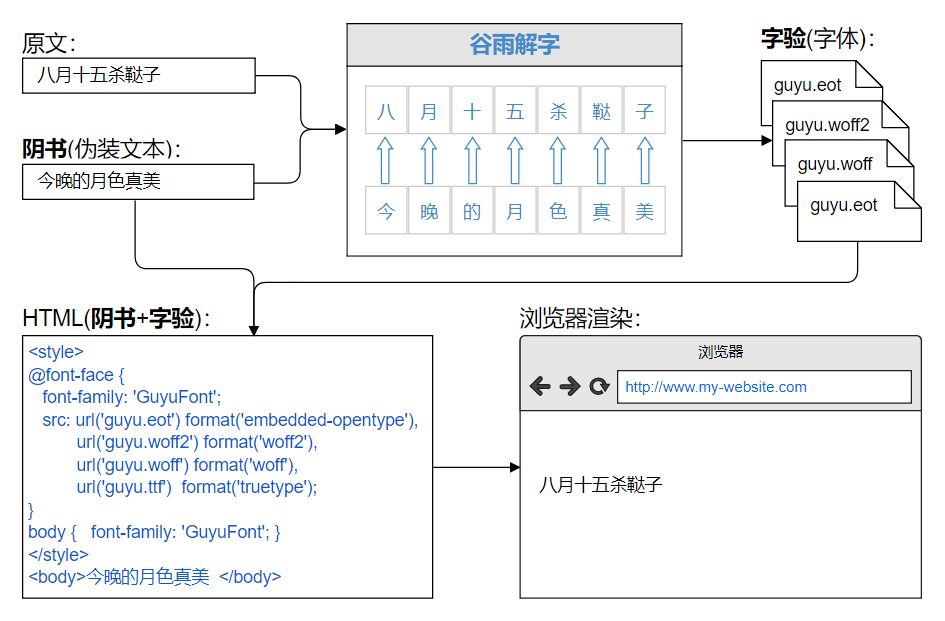 原文：
八月十五杀鞑子
阴书(伪装文本)：
今晚的月色真美
谷雨解字
八 月 十 五 杀 鞑 子
今 晚 的 月 色 真 美
字验(字体)：
guyu.eot
guyu.woff2
guyu.woff
guyu.eot
HTML(阴书+字验)：
<style>
@font-face {
font-family: 'GuyuFont';
src: url('guyu.eot') format('embedded-opentype'),
url('guyu.woff2') format('woff2'),
url('guyu.woff') format('woff'),
url('guyu.ttf') format('truetype');
}
body { font-family: 'GuyuFont'; }
</style>
<body>今晚的月色真美 </body>
浏览器渲染：
浏览器
http://www.my-website.com
八月十五杀鞑子